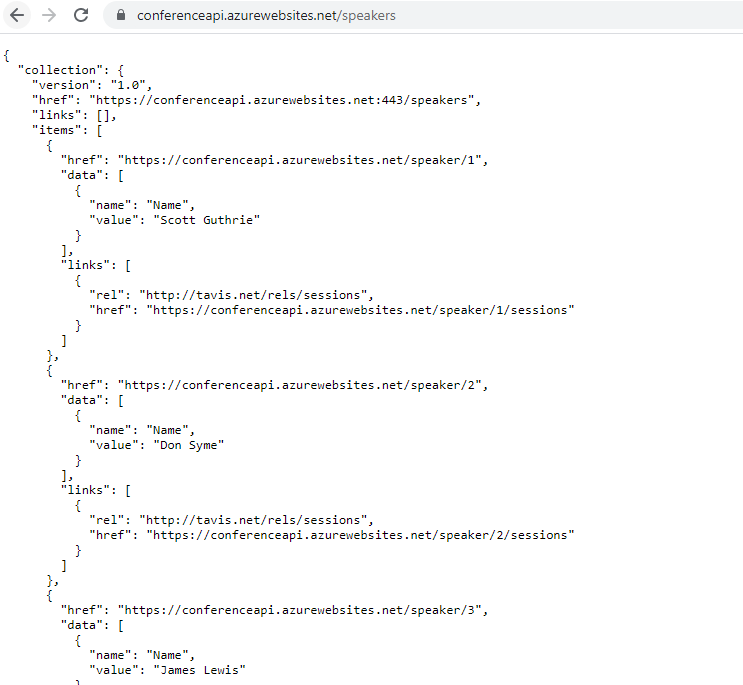 conferenceapi.azurewebsites.net/speakers
{
  "collection": {
    "version": "1.0",
    "href": "https://conferenceapi.azurewebsites.net:443/speakers",
    "links": [],
    "items": [
      {
        "href": "https://conferenceapi.azurewebsites.net/speaker/1",
        "data": [
          {
            "name": "Name",
            "value": "Scott Guthrie"
          }
        ],
        "links": [
          {
            "rel": "http://tavis.net/rels/sessions",
            "href": "https://conferenceapi.azurewebsites.net/speaker/1/sessions"
          }
        ]
      },
      {
        "href": "https://conferenceapi.azurewebsites.net/speaker/2",
        "data": [
          {
            "name": "Name",
            "value": "Don Syme"
          }
        ],
        "links": [
          {
            "rel": "http://tavis.net/rels/sessions",
            "href": "https://conferenceapi.azurewebsites.net/speaker/2/sessions"
          }
        ]
      },
      {
        "href": "https://conferenceapi.azurewebsites.net/speaker/3",
        "data": [
          {
            "name": "Name",
            "value": "James Lewis"
          }